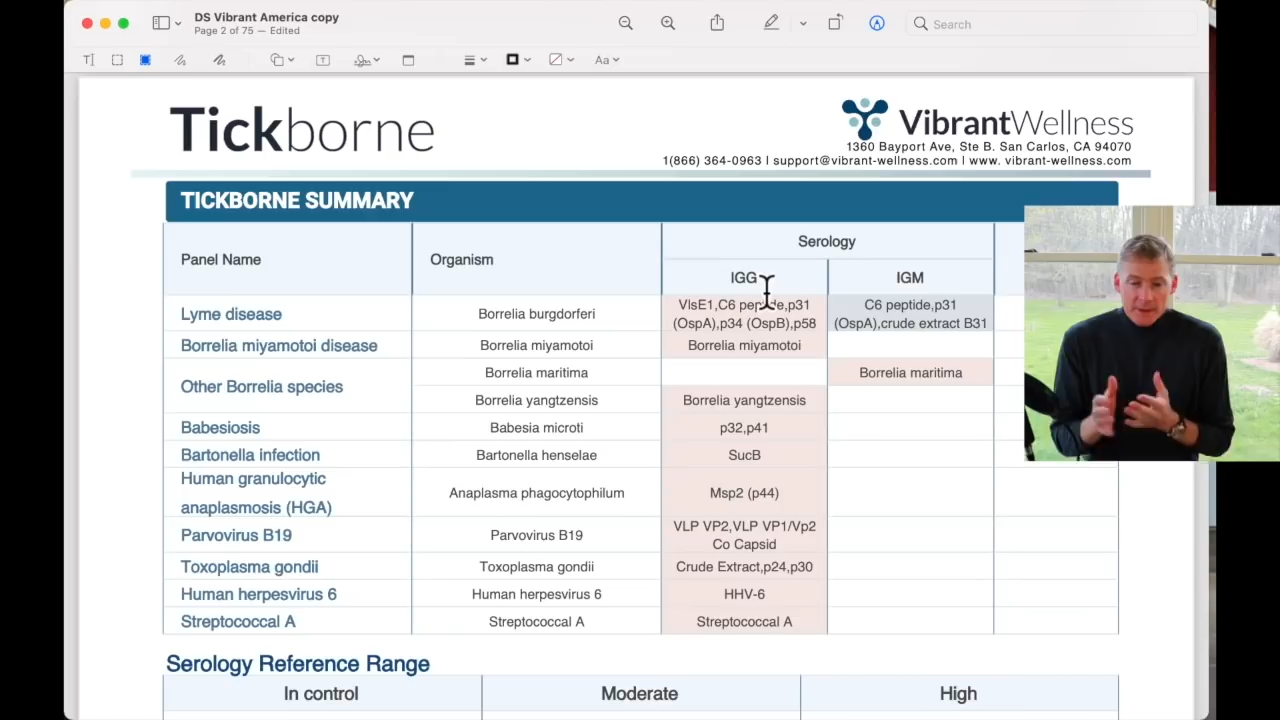 DS Vibrant America copy
Page 2 of 75 — Edited
Search
Aa
Tickborne
VibrantWellness
1360 Bayport Ave, Ste B. San Carlos, CA 94070
1(866) 364-0963 l support@vibrant-wellness.com l www. vibrant-wellness.com
TICKBORNE SUMMARY
Panel Name
Organism
Serology
IGG
IGM
Lyme disease
Borrelia burgdorferi
VlsE1,C6 peptide,p31
(OspA),p34 (OspB),p58
C6 peptide,p31
(OspA),crude extract B31
Borrelia miyamotoi disease
Borrelia miyamotoi
Borrelia miyamotoi
Other Borrelia species
Borrelia maritima
Borrelia maritima
Borrelia yangtzensis
Borrelia yangtzensis
Babesiosis
Babesia microti
p32,p41
Bartonella infection
Bartonella henselae
SucB
Human granulocytic
anaplasmosis (HGA)
Anaplasma phagocytophilum
Msp2 (p44)
Parvovirus B19
Parvovirus B19
VLP VP2,VLP VP1/Vp2
Co Capsid
Toxoplasma gondii
Toxoplasma gondii
Crude Extract,p24,p30
Human herpesvirus 6
Human herpesvirus 6
HHV-6
Streptococcal A
Streptococcal A
Streptococcal A
Serology Reference Range
In control
Moderate
High